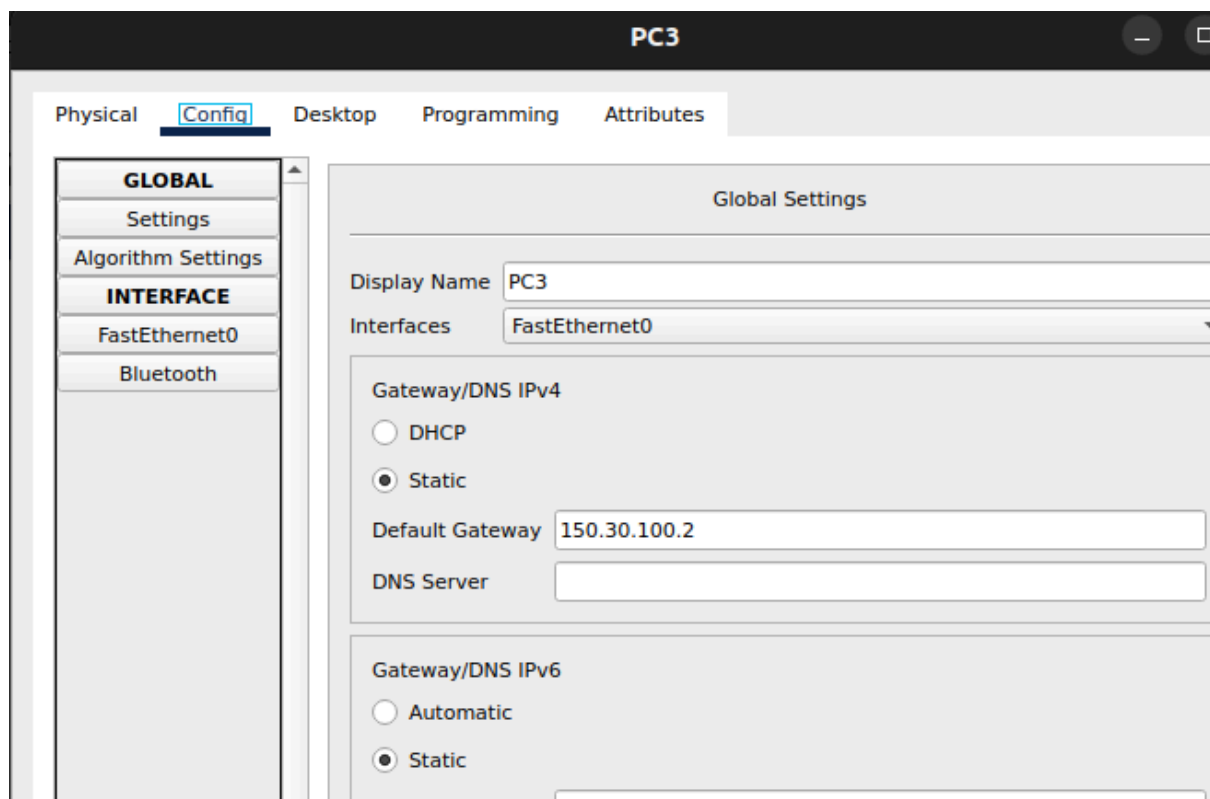 PC3
Physical Config Desktop Programming Attributes
GLOBAL
Settings
Algorithm Settings
INTERFACE
FastEthernet0
Bluetooth
Global Settings
Display Name PC3
Interfaces FastEthernet0
Gateway/DNS IPv4
DHCP
Static
Default Gateway 150.30.100.2
DNS Server
Gateway/DNS IPv6
Automatic
Static